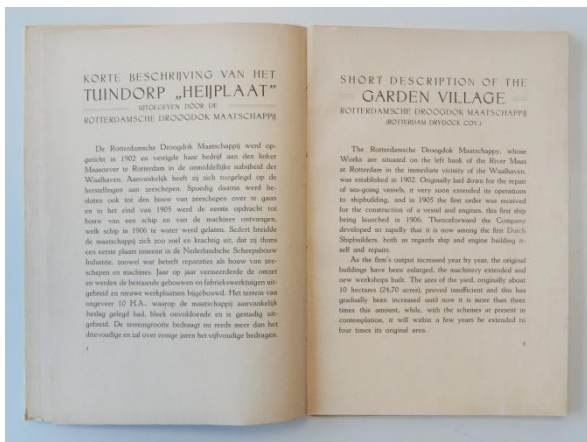 KORTE BESCHRIJVING VAN HET
TUINDORP „HEIJPLAAT”
UITGEGEVEN DOOR DE
ROTTERDAMSCHE DROOGDOK MAATSCHAPPIJ
De Rotterdamsche Droogdok Maatschappij werd op-
gericht in 1902 en vestigde haar bedrijf aan den linker
Maasoever te Rotterdam in de onmiddellijke nabijheid der
Waalhaven. Aanvankelijk heeft zij zich toegelegd op de
herstellingen aan zeeschepen. Spoedig daarna werd be-
sloten ook tot den bouw van zeeschepen over te gaan
en in het eind van 1905 werd de eerste opdracht tot
bouw van een schip en van de machines ontvangen,
welk schip in 1906 te water werd gelaten. Sedert breidde
de maatschappij zich zoo snel en krachtig uit, dat zij thans
een eerste plaats inneemt in de Nederlandsche Scheepsbouw
Industrie, zoowel wat betreft reparaties als bouw van zee-
schepen en machines. Jaar op jaar vermeerderde de omzet
en werden de bestaande gebouwen en fabriekswerktuigen uit-
gebreid en nieuwe werkplaatsen bijgebouwd. Het terrein van
ongeveer 10 H.A., waarop de maatschappij aanvankelijk
beslag gelegd had, bleek onvoldoende en is gestadig uit-
gebreid. De terreingrootte bedraagt nu reeds meer dan het
drievoudige en zal over eenige jaren het vijfvoudige bedragen.
4
SHORT DESCRIPTION OF THE
GARDEN VILLAGE
ROTTERDAMSCHE DROOGDOK MAATSCHAPPIJ
(ROTTERDAM DRYDOCK COY.)
The Rotterdamsche Droogdok Maatschappy, whose
Works are situated on the left bank of the River Maas
at Rotterdam in the immediate vicinity of the Waalhaven,
was established in 1902. Originally laid down for the repair
of sea-going vessels, it very soon extended its operations
to shipbuilding, and in 1905 the first order was received
for the construction of a vessel and engines, this first ship
being launched in 1906. Thenceforward the Company
developed so rapidly that it is now among the first Dutch
Shipbuilders, both as regards ship and engine building it-
self and repairs.
As the firm's output increased year by year, the original
buildings have been enlarged, the machinery extended and
new workshops built. The area of the yard, originally about
10 hectares (24,70 acres), proved insufficient and this has
gradually been increased until now it is more than three
times this amount, while, with the schemes at present in
contemplation, it will within a few years be extended to
four times its original area.